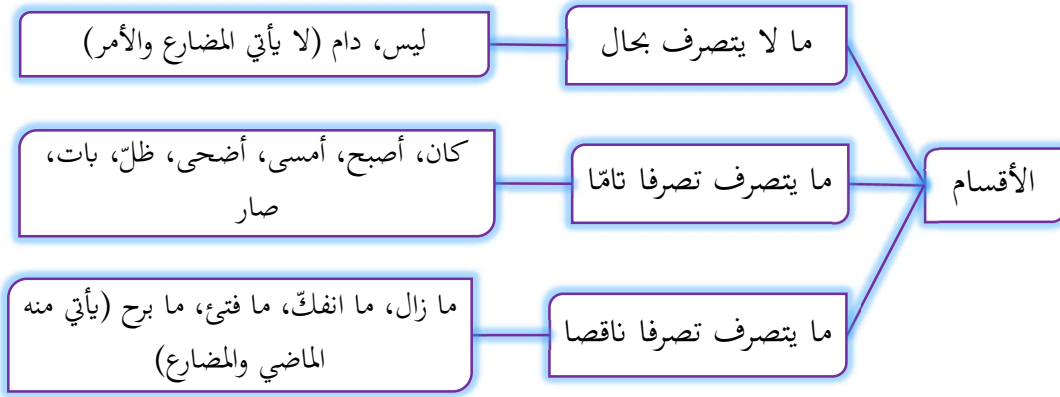 الأقسام
ما لا يتصرف بحال
ليس، دام (لا يأتي المضارع والأمر)
ما يتصرف تصرفا تامّا
كان، أصبح، أمسى، أضحى، ظلّ، بات،
صار
ما يتصرف تصرفا ناقصا
ما زال، ما انفكّ، ما فتئ، ما برح (يأتي منه
الماضي والمضارع)